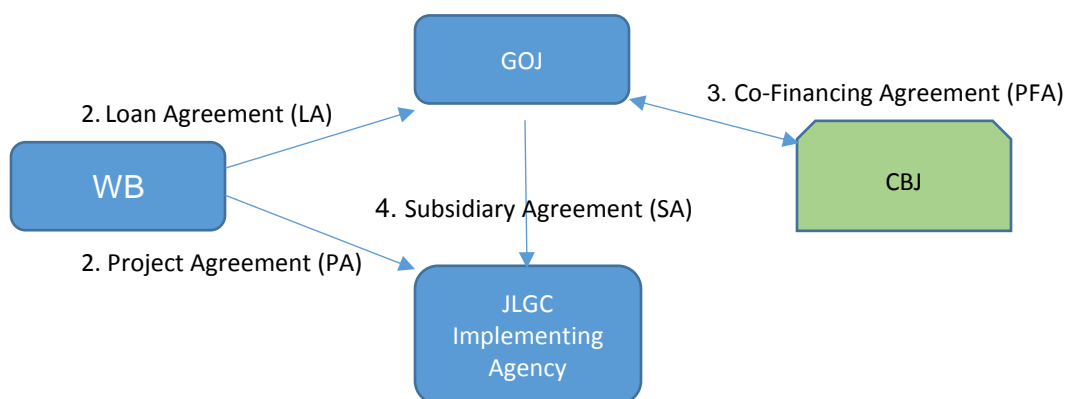 GOJ
3. Co-Financing Agreement (PFA)
2. Loan Agreement (LA)
WB
CBJ
4. Subsidiary Agreement (SA)
2. Project Agreement (PA)
JLGC
Implementing
Agency